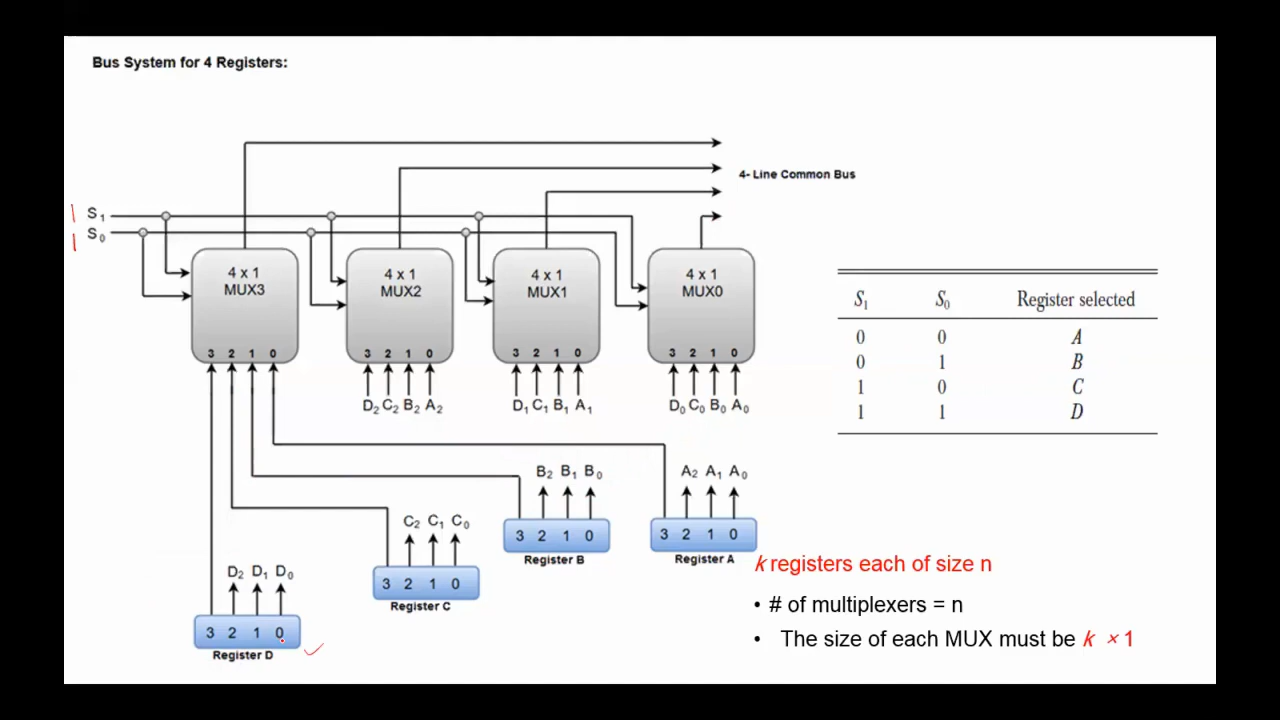 Bus System for 4 Registers:
4- Line Common Bus
1 S₁
1 S₀
4 x 1 MUX3
4 x 1 MUX2
4 x 1 MUX1
4 x 1 MUX0
3 2 1 0
3 2 1 0
3 2 1 0
3 2 1 0
D₂ C₂ B₂ A₂
D₁ C₁ B₁ A₁
D₀ C₀ B₀ A₀
S₁ S₀ Register selected
0 0 A
0 1 B
1 0 C
1 1 D
B₂ B₁ B₀
A₂ A₁ A₀
3 2 1 0
Register B
3 2 1 0
Register A
C₂ C₁ C₀
3 2 1 0
Register C
D₂ D₁ D₀
3 2 1 0
Register D
k registers each of size n
• # of multiplexers = n
• The size of each MUX must be k × 1